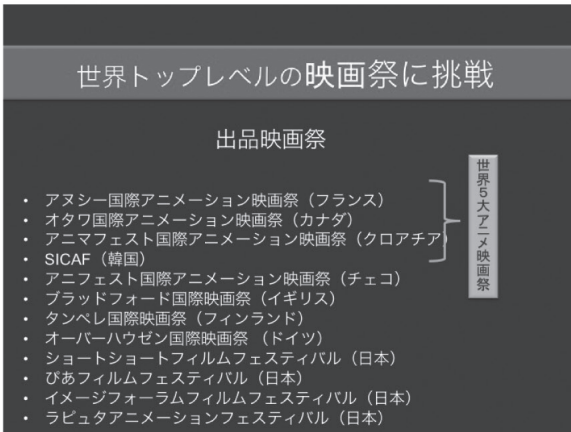 世界トップレベルの映画祭に挑戦
出品映画祭
• アヌシー国際アニメーション映画祭（フランス）
• オタワ国際アニメーション映画祭（カナダ）
• アニマフェスト国際アニメーション映画祭（クロアチア）
• SICAF（韓国）
• アニフェスト国際アニメーション映画祭（チェコ）
• ブラッドフォード国際映画祭（イギリス）
• タンペレ国際映画祭（フィンランド）
• オーバーハウゼン国際映画祭 （ドイツ）
• ショートショートフィルムフェスティバル（日本）
• ぴあフィルムフェスティバル（日本）
• イメージフォーラムフィルムフェスティバル（日本）
• ラピュタアニメーションフェスティバル（日本）
世界5大アニメ映画祭